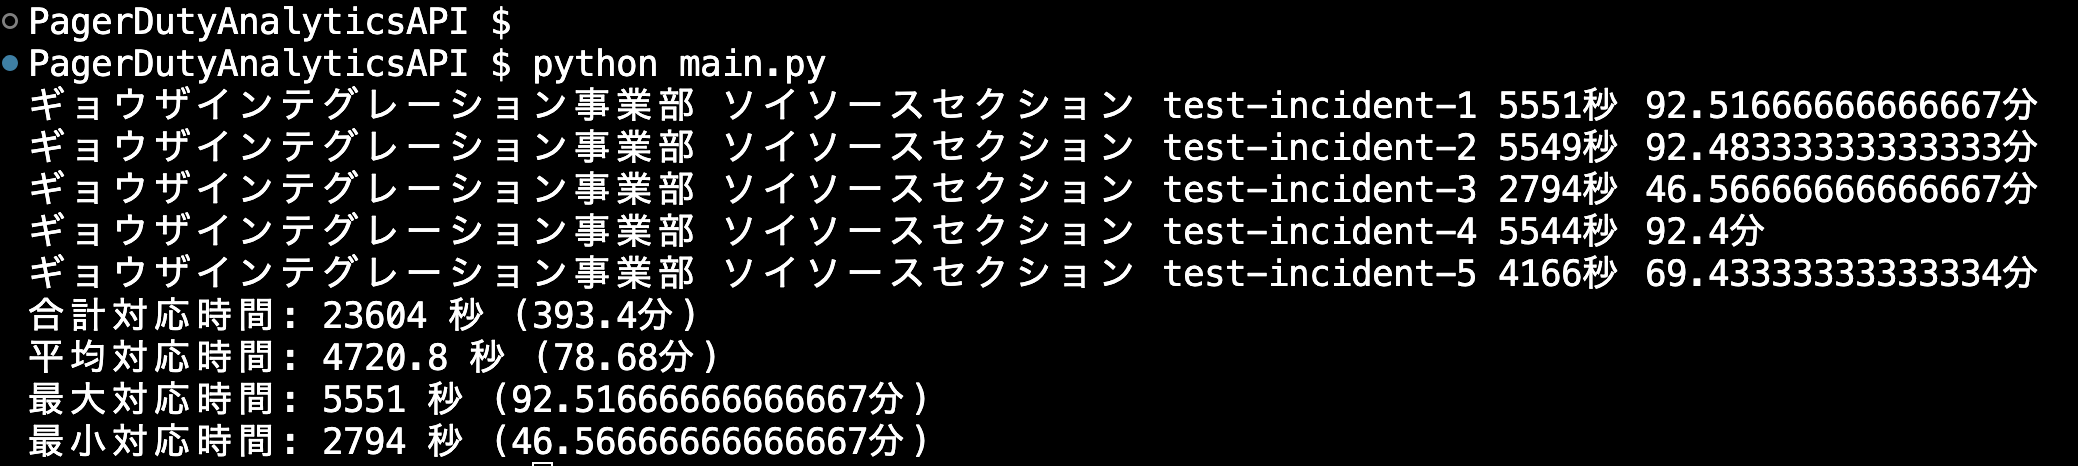 PagerDutyAnalyticsAPI $
PagerDutyAnalyticsAPI $ python main.py
ギョウザインテグレーション事業部 ソイソースセクション test-incident-1 5551秒 92.51666666666667分
ギョウザインテグレーション事業部 ソイソースセクション test-incident-2 5549秒 92.48333333333333分
ギョウザインテグレーション事業部 ソイソースセクション test-incident-3 2794秒 46.56666666666667分
ギョウザインテグレーション事業部 ソイソースセクション test-incident-4 5544秒 92.4分
ギョウザインテグレーション事業部 ソイソースセクション test-incident-5 4166秒 69.43333333333334分
合計対応時間: 23604 秒 (393.4分)
平均対応時間: 4720.8 秒 (78.68分)
最大対応時間: 5551 秒 (92.51666666666667分)
最小対応時間: 2794 秒 (46.56666666666667分)